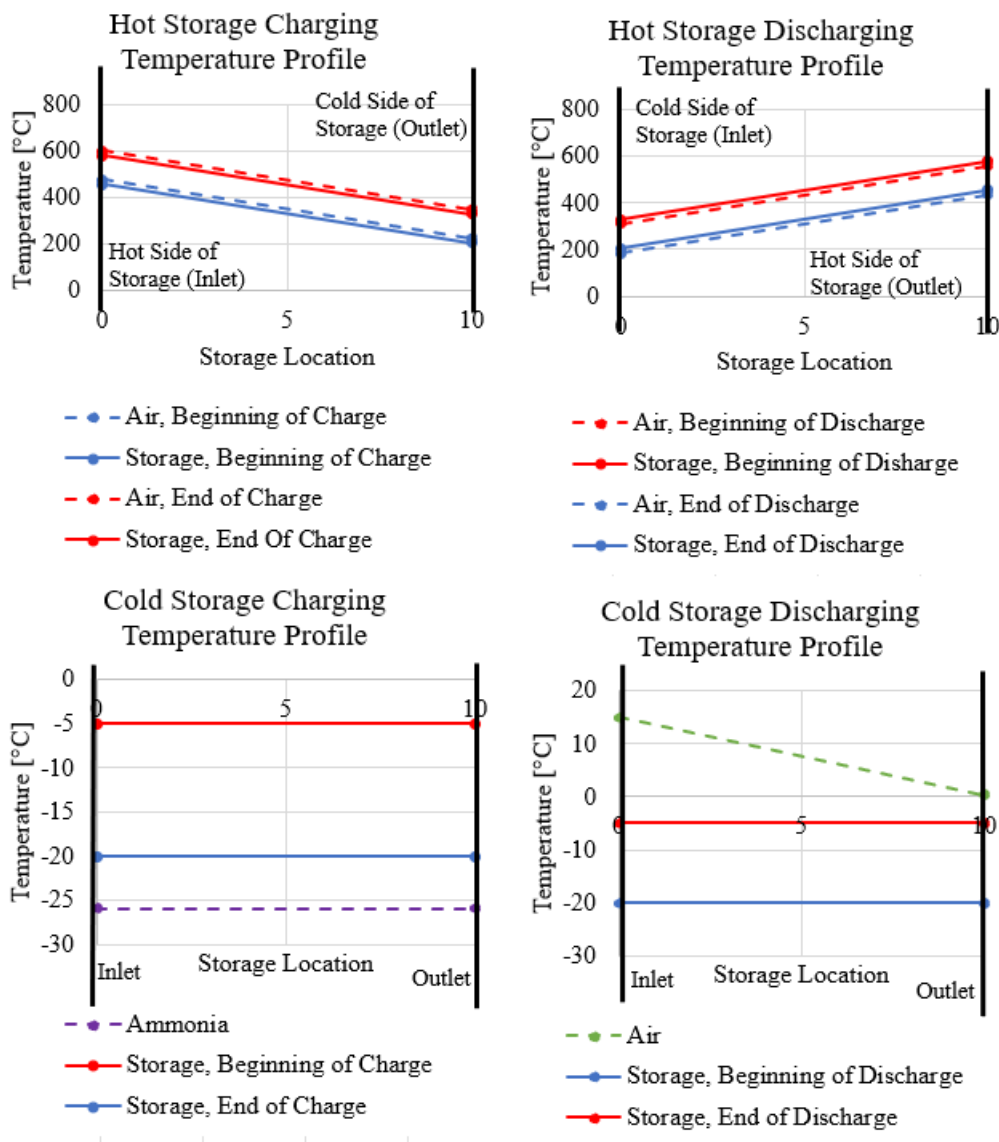 Hot Storage Charging
Temperature Profile
Temperature [°C]
800
600
400
200
0
Cold Side of
Storage (Outlet)
Hot Side of
Storage (Inlet)
0
5
10
Storage Location
Air, Beginning of Charge
Storage, Beginning of Charge
Air, End of Charge
Storage, End Of Charge
Hot Storage Discharging
Temperature Profile
Temperature [°C]
800
600
400
200
0
Cold Side of
Storage (Inlet)
Hot Side of
Storage (Outlet)
0
5
10
Storage Location
Air, Beginning of Discharge
Storage, Beginning of Disharge
Air, End of Discharge
Storage, End of Discharge
Cold Storage Charging
Temperature Profile
Temperature [°C]
0
-5
-10
-15
-20
-25
-30
0
5
10
Inlet
Storage Location
Outlet
Ammonia
Storage, Beginning of Charge
Storage, End of Charge
Cold Storage Discharging
Temperature Profile
Temperature [°C]
20
10
0
-10
-20
-30
0
5
10
Inlet
Storage Location
Outlet
Air
Storage, Beginning of Discharge
Storage, End of Discharge